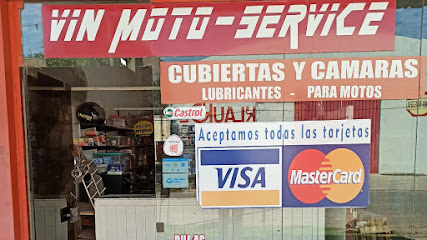 VIN MOTO-SERVICE
CUBIERTAS Y CAMARAS
LUBRICANTES - PARA MOTOS
Castrol
Aceptamos todas las tarjetas
VISA
MasterCard